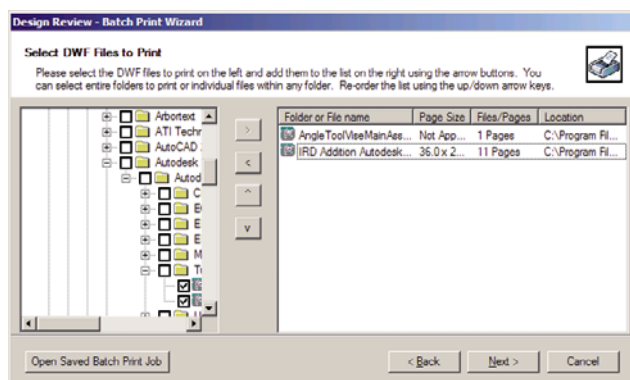 Design Review - Batch Print Wizard
Select DWF Files to Print
Please select the DWF files to print on the left and add them to the list on the right using the arrow buttons. You
can select entire folders to print or individual files within any folder. Re-order the list using the up/down arrow keys.
Arbortext
ATI Techr
AutoCAD
Autodesk
Autod
C
E
E
E
M
T
>
<
^
v
Folder or File name Page Size Files/Pages Location
AngleToolViseMainAss... Not App... 1 Pages C:\Program Fil...
IRD Addition Autodesk... 36.0 x 2... 11 Pages C:\Program Fil...
Open Saved Batch Print Job
< Back Next > Cancel